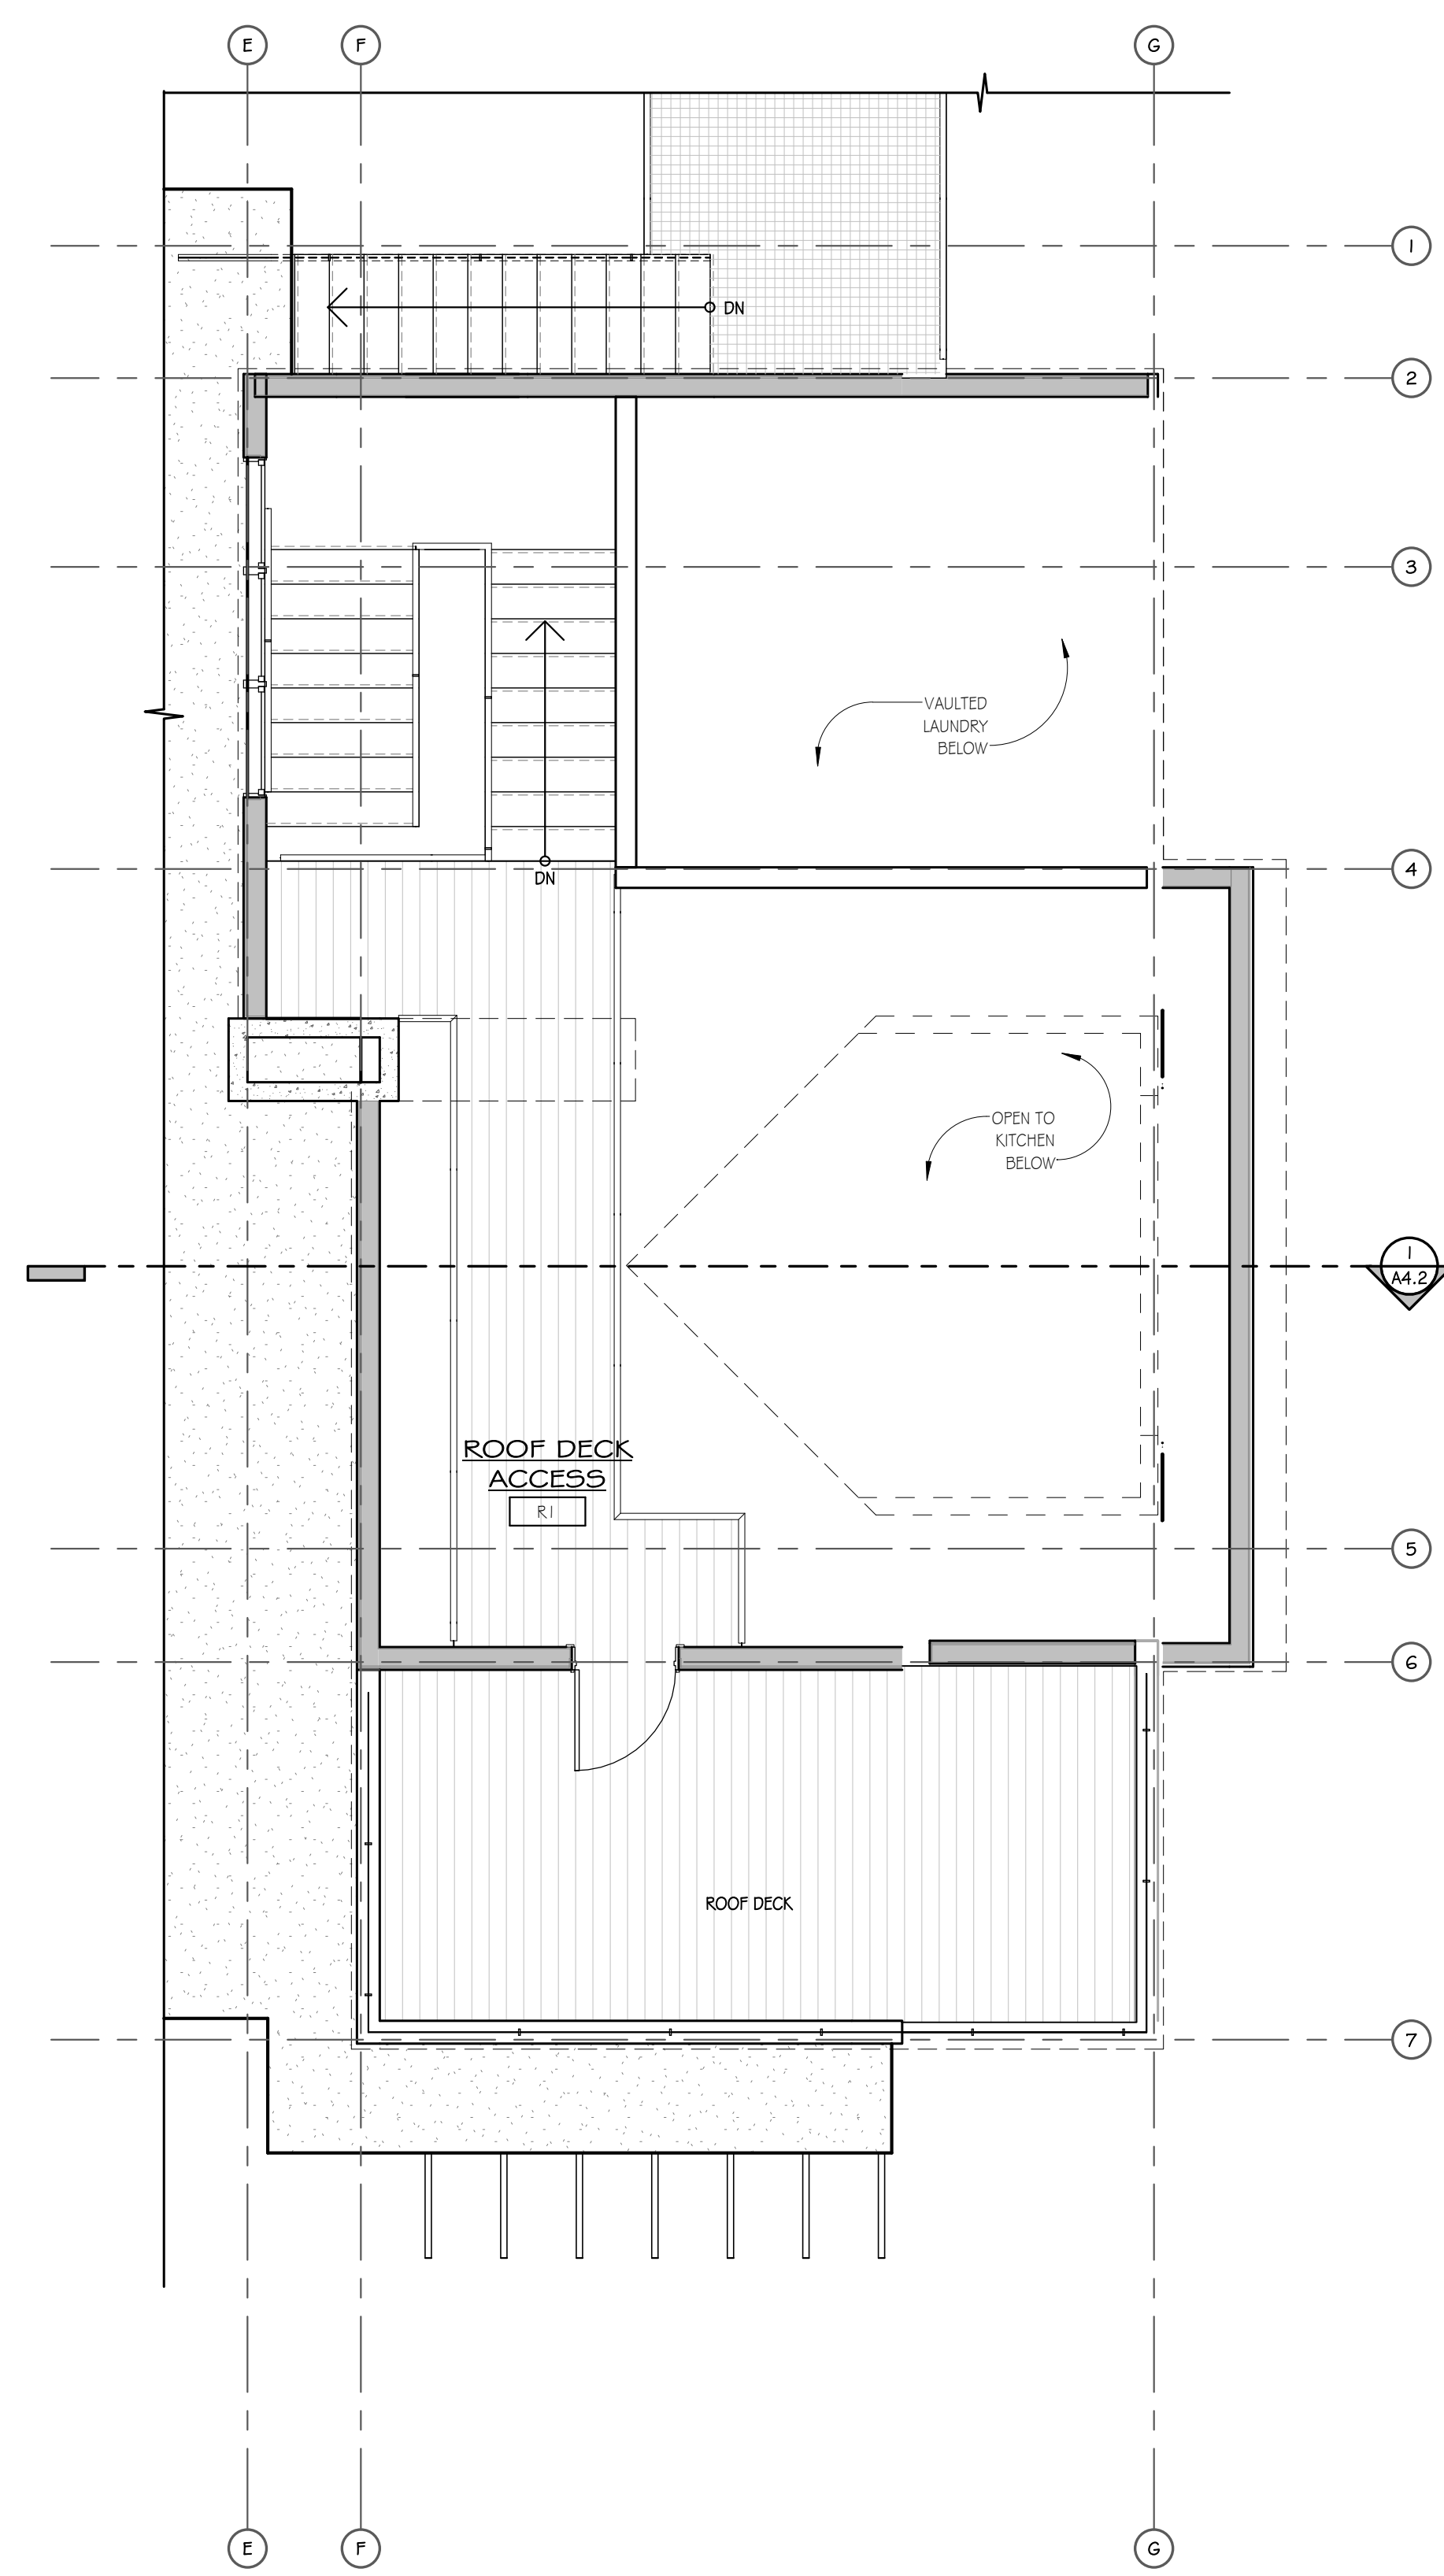 E
F
G
1
DN
2
3
VAULTED
LAUNDRY
BELOW
4
DN
OPEN TO
KITCHEN
BELOW
1
A4.2
ROOF DECK
ACCESS
R1
5
6
ROOF DECK
7
E
F
G